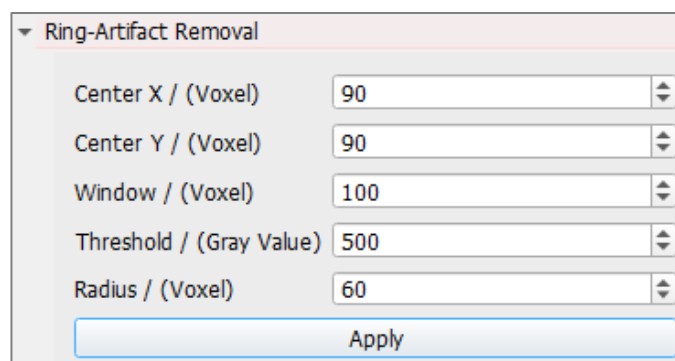 Ring-Artifact Removal
Center X / (Voxel) 90
Center Y / (Voxel) 90
Window / (Voxel) 100
Threshold / (Gray Value) 500
Radius / (Voxel) 60
Apply